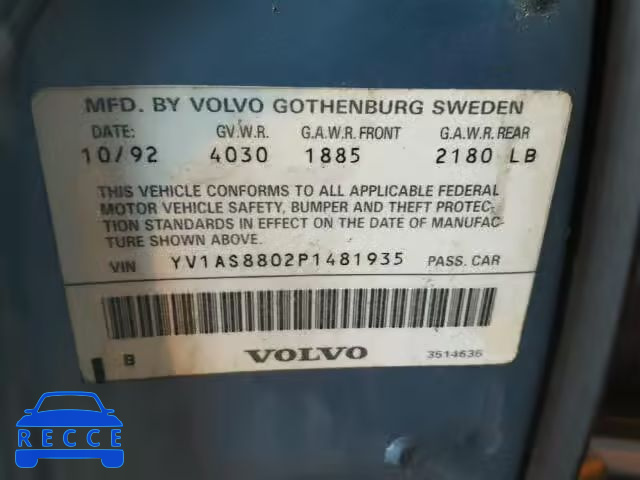 MFD. BY VOLVO GOTHENBURG SWEDEN
DATE: GV.W.R. G.A.W.R. FRONT G.A.W.R. REAR
10/92 4030 1885 2180 LB
THIS VEHICLE CONFORMS TO ALL APPLICABLE FEDERAL
MOTOR VEHICLE SAFETY, BUMPER AND THEFT PROTEC-
TION STANDARDS IN EFFECT ON THE DATE OF MANUFAC-
TURE SHOWN ABOVE.
VIN YV1AS8802P1481935 PASS. CAR
B VOLVO 3514636
RECCE